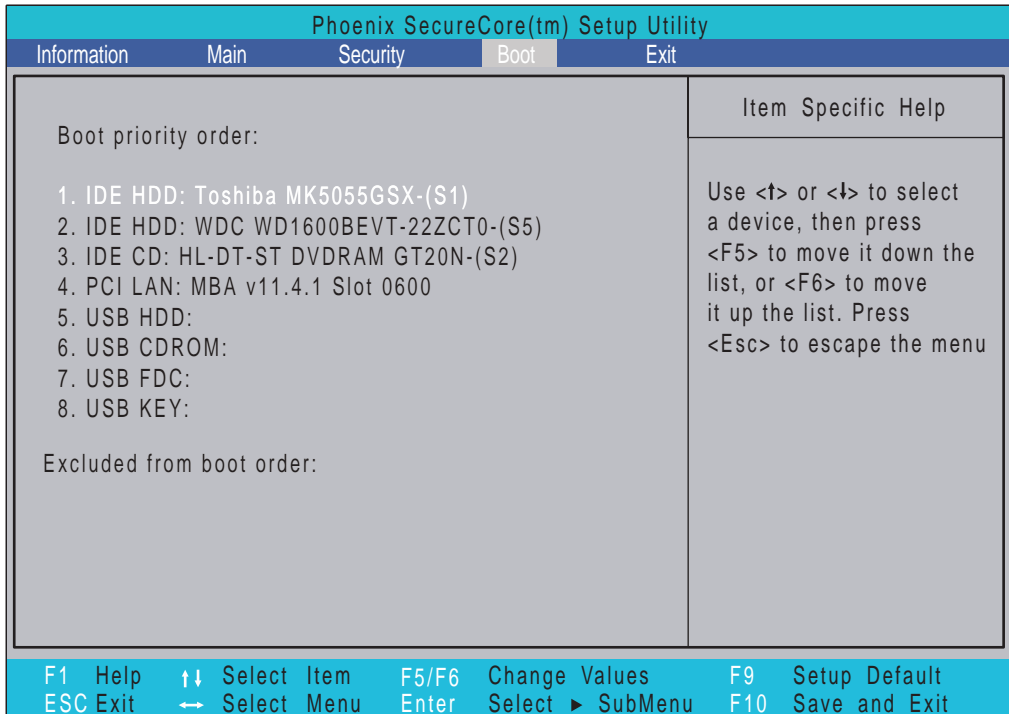 Phoenix SecureCore(tm) Setup Utility
Information Main Security Boot Exit
Boot priority order:
1. IDE HDD: Toshiba MK5055GSX-(S1)
2. IDE HDD: WDC WD1600BEVT-22ZCT0-(S5)
3. IDE CD: HL-DT-ST DVDRAM GT20N-(S2)
4. PCI LAN: MBA v11.4.1 Slot 0600
5. USB HDD:
6. USB CDROM:
7. USB FDC:
8. USB KEY:
Excluded from boot order:
Item Specific Help
Use <↑> or <↓> to select
a device, then press
<F5> to move it down the
list, or <F6> to move
it up the list. Press
<Esc> to escape the menu
F1 Help ↑↓ Select Item F5/F6 Change Values F9 Setup Default
ESC Exit ↔ Select Menu Enter Select ► SubMenu F10 Save and Exit